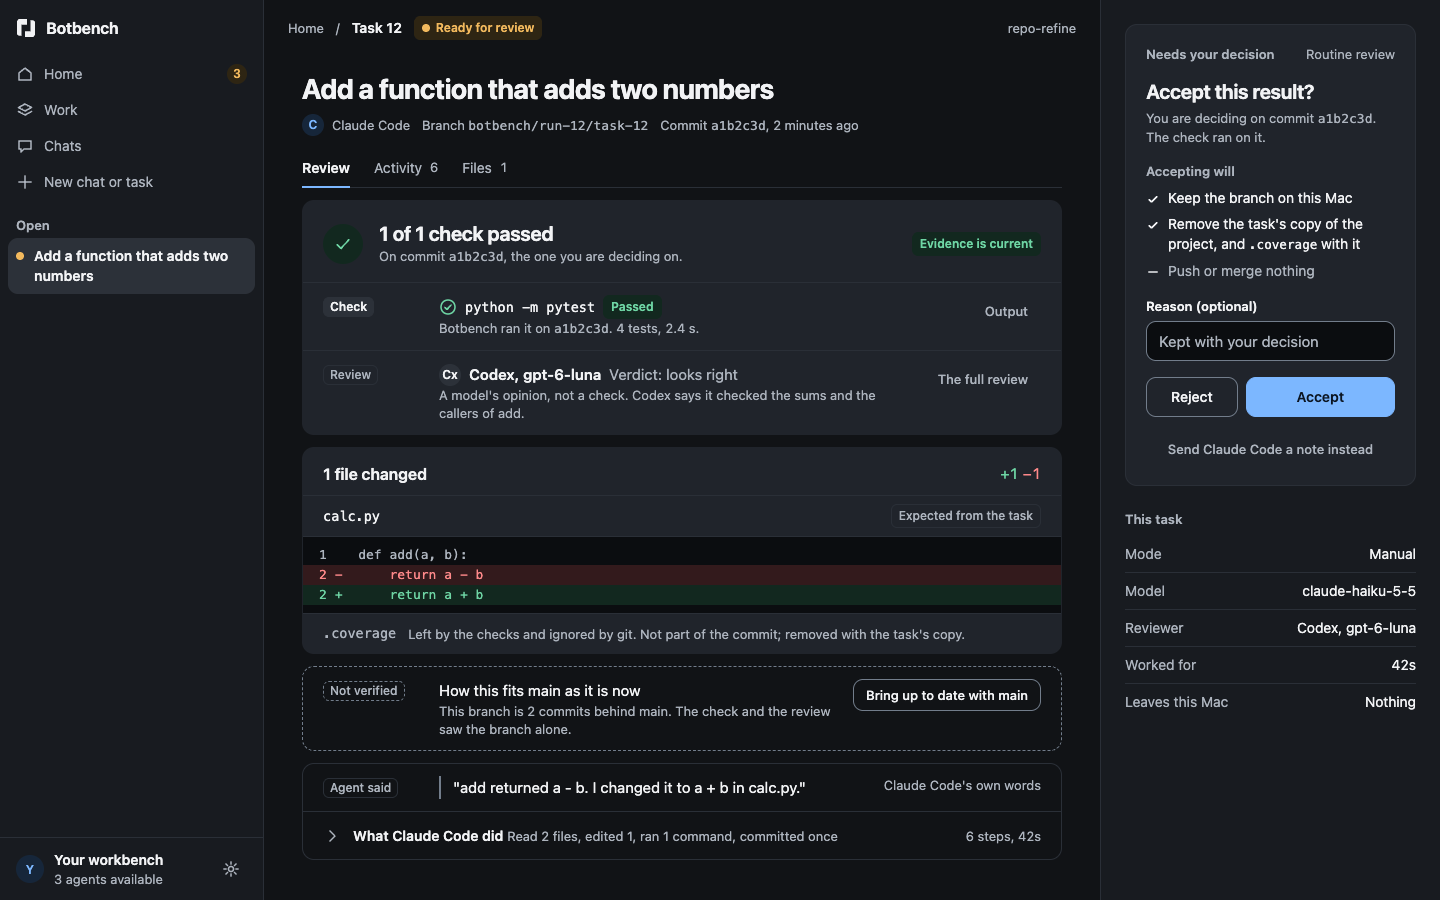 Botbench
Home 3
Work
Chats
New chat or task
Open
Add a function that adds two
numbers
Your workbench
Y
3 agents available
Home / Task 12 Ready for review
repo-refine
Add a function that adds two numbers
C Claude Code Branch botbench/run-12/task-12 Commit a1b2c3d, 2 minutes ago
Review Activity 6 Files 1
1 of 1 check passed
On commit a1b2c3d, the one you are deciding on.
Evidence is current
Check python -m pytest Passed
Botbench ran it on a1b2c3d. 4 tests, 2.4 s.
Output
Review Cx Codex, gpt-6-luna Verdict: looks right
A model's opinion, not a check. Codex says it checked the sums and the
callers of add.
The full review
1 file changed +1 −1
calc.py Expected from the task
1 def add(a, b):
2 - return a - b
2 + return a + b
.coverage Left by the checks and ignored by git. Not part of the commit; removed with the task's copy.
Not verified How this fits main as it is now
This branch is 2 commits behind main. The check and the review
saw the branch alone.
Bring up to date with main
Agent said "add returned a - b. I changed it to a + b in calc.py." Claude Code's own words
What Claude Code did Read 2 files, edited 1, ran 1 command, committed once 6 steps, 42s
Needs your decision Routine review
Accept this result?
You are deciding on commit a1b2c3d.
The check ran on it.
Accepting will
Keep the branch on this Mac
Remove the task's copy of the
project, and .coverage with it
Push or merge nothing
Reason (optional)
Kept with your decision
Reject Accept
Send Claude Code a note instead
This task
Mode Manual
Model claude-haiku-5-5
Reviewer Codex, gpt-6-luna
Worked for 42s
Leaves this Mac Nothing